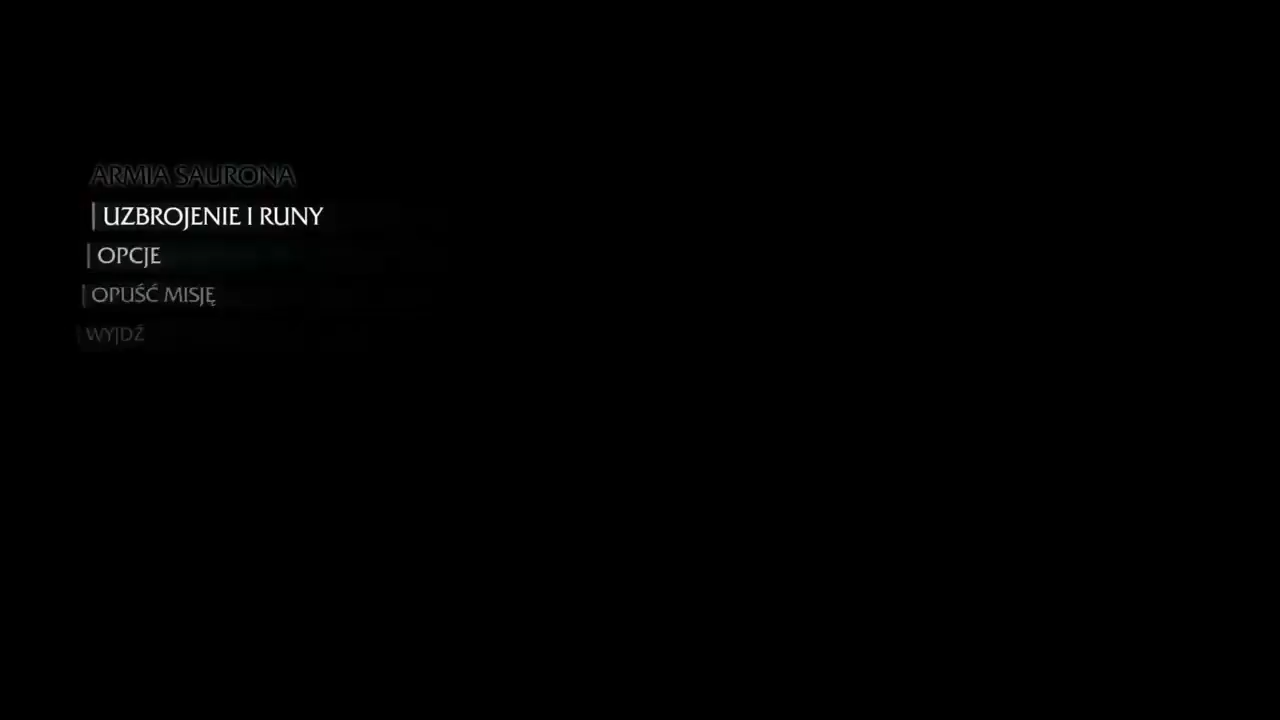 ARMIA SAURONA
UZBROJENIE I RUNY
OPCJE
OPUŚĆ MISJĘ
WYJDŹ